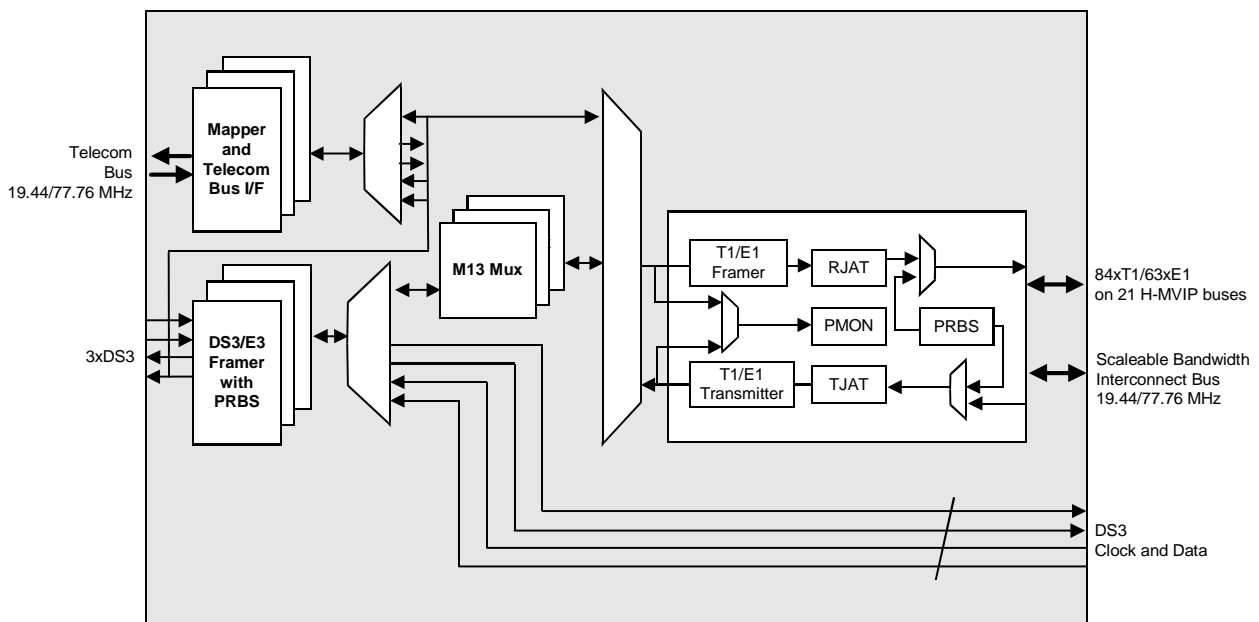 Mapper
and
Telecom
Bus I/F
Telecom
Bus
19.44/77.76 MHz
M13 Mux
T1/E1
Framer
RJAT
84xT1/63xE1
on 21 H-MVIP buses
PMON
PRBS
DS3/E3
Framer
with
PRBS
3xDS3
T1/E1
Transmitter
TJAT
Scaleable Bandwidth
Interconnect Bus
19.44/77.76 MHz
DS3
Clock and Data